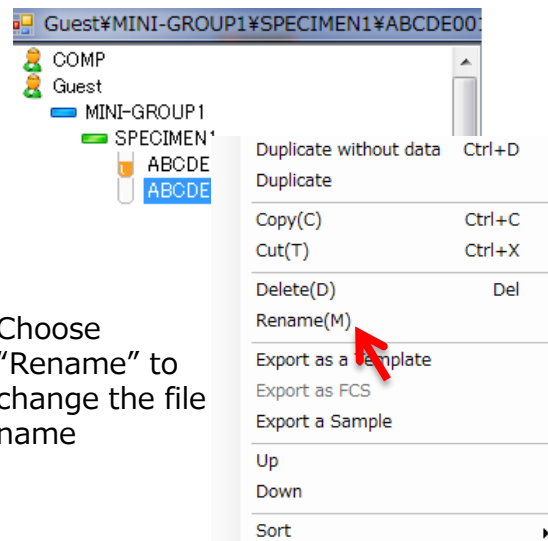 Guest¥MINI-GROUP1¥SPECIMEN1¥ABCDE001
COMP
Guest
MINI-GROUP1
SPECIMEN1
ABCDE
ABCDE
Duplicate without data Ctrl+D
Duplicate
Copy(C) Ctrl+C
Cut(T) Ctrl+X
Delete(D) Del
Rename(M)
Export as a Template
Export as FCS
Export a Sample
Up
Down
Sort
Choose
“Rename” to
change the file
name